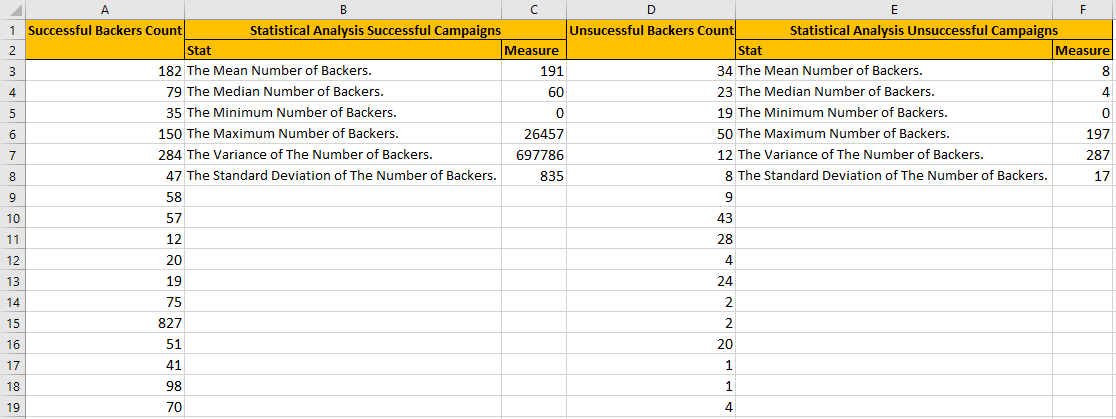 A B C D E F
1 Successful Backers Count Statistical Analysis Successful Campaigns Unsucessful Backers Count Statistical Analysis Unsuccessful Campaigns
2 Stat Measure Stat Measure
3 182 The Mean Number of Backers. 191 34 The Mean Number of Backers. 8
4 79 The Median Number of Backers. 60 23 The Median Number of Backers. 4
5 35 The Minimum Number of Backers. 0 19 The Minimum Number of Backers. 0
6 150 The Maximum Number of Backers. 26457 50 The Maximum Number of Backers. 197
7 284 The Variance of The Number of Backers. 697786 12 The Variance of The Number of Backers. 287
8 47 The Standard Deviation of The Number of Backers. 835 8 The Standard Deviation of The Number of Backers. 17
9 58 9
10 57 43
11 12 28
12 20 4
13 19 24
14 75 2
15 827 2
16 51 20
17 41 1
18 98 1
19 70 4